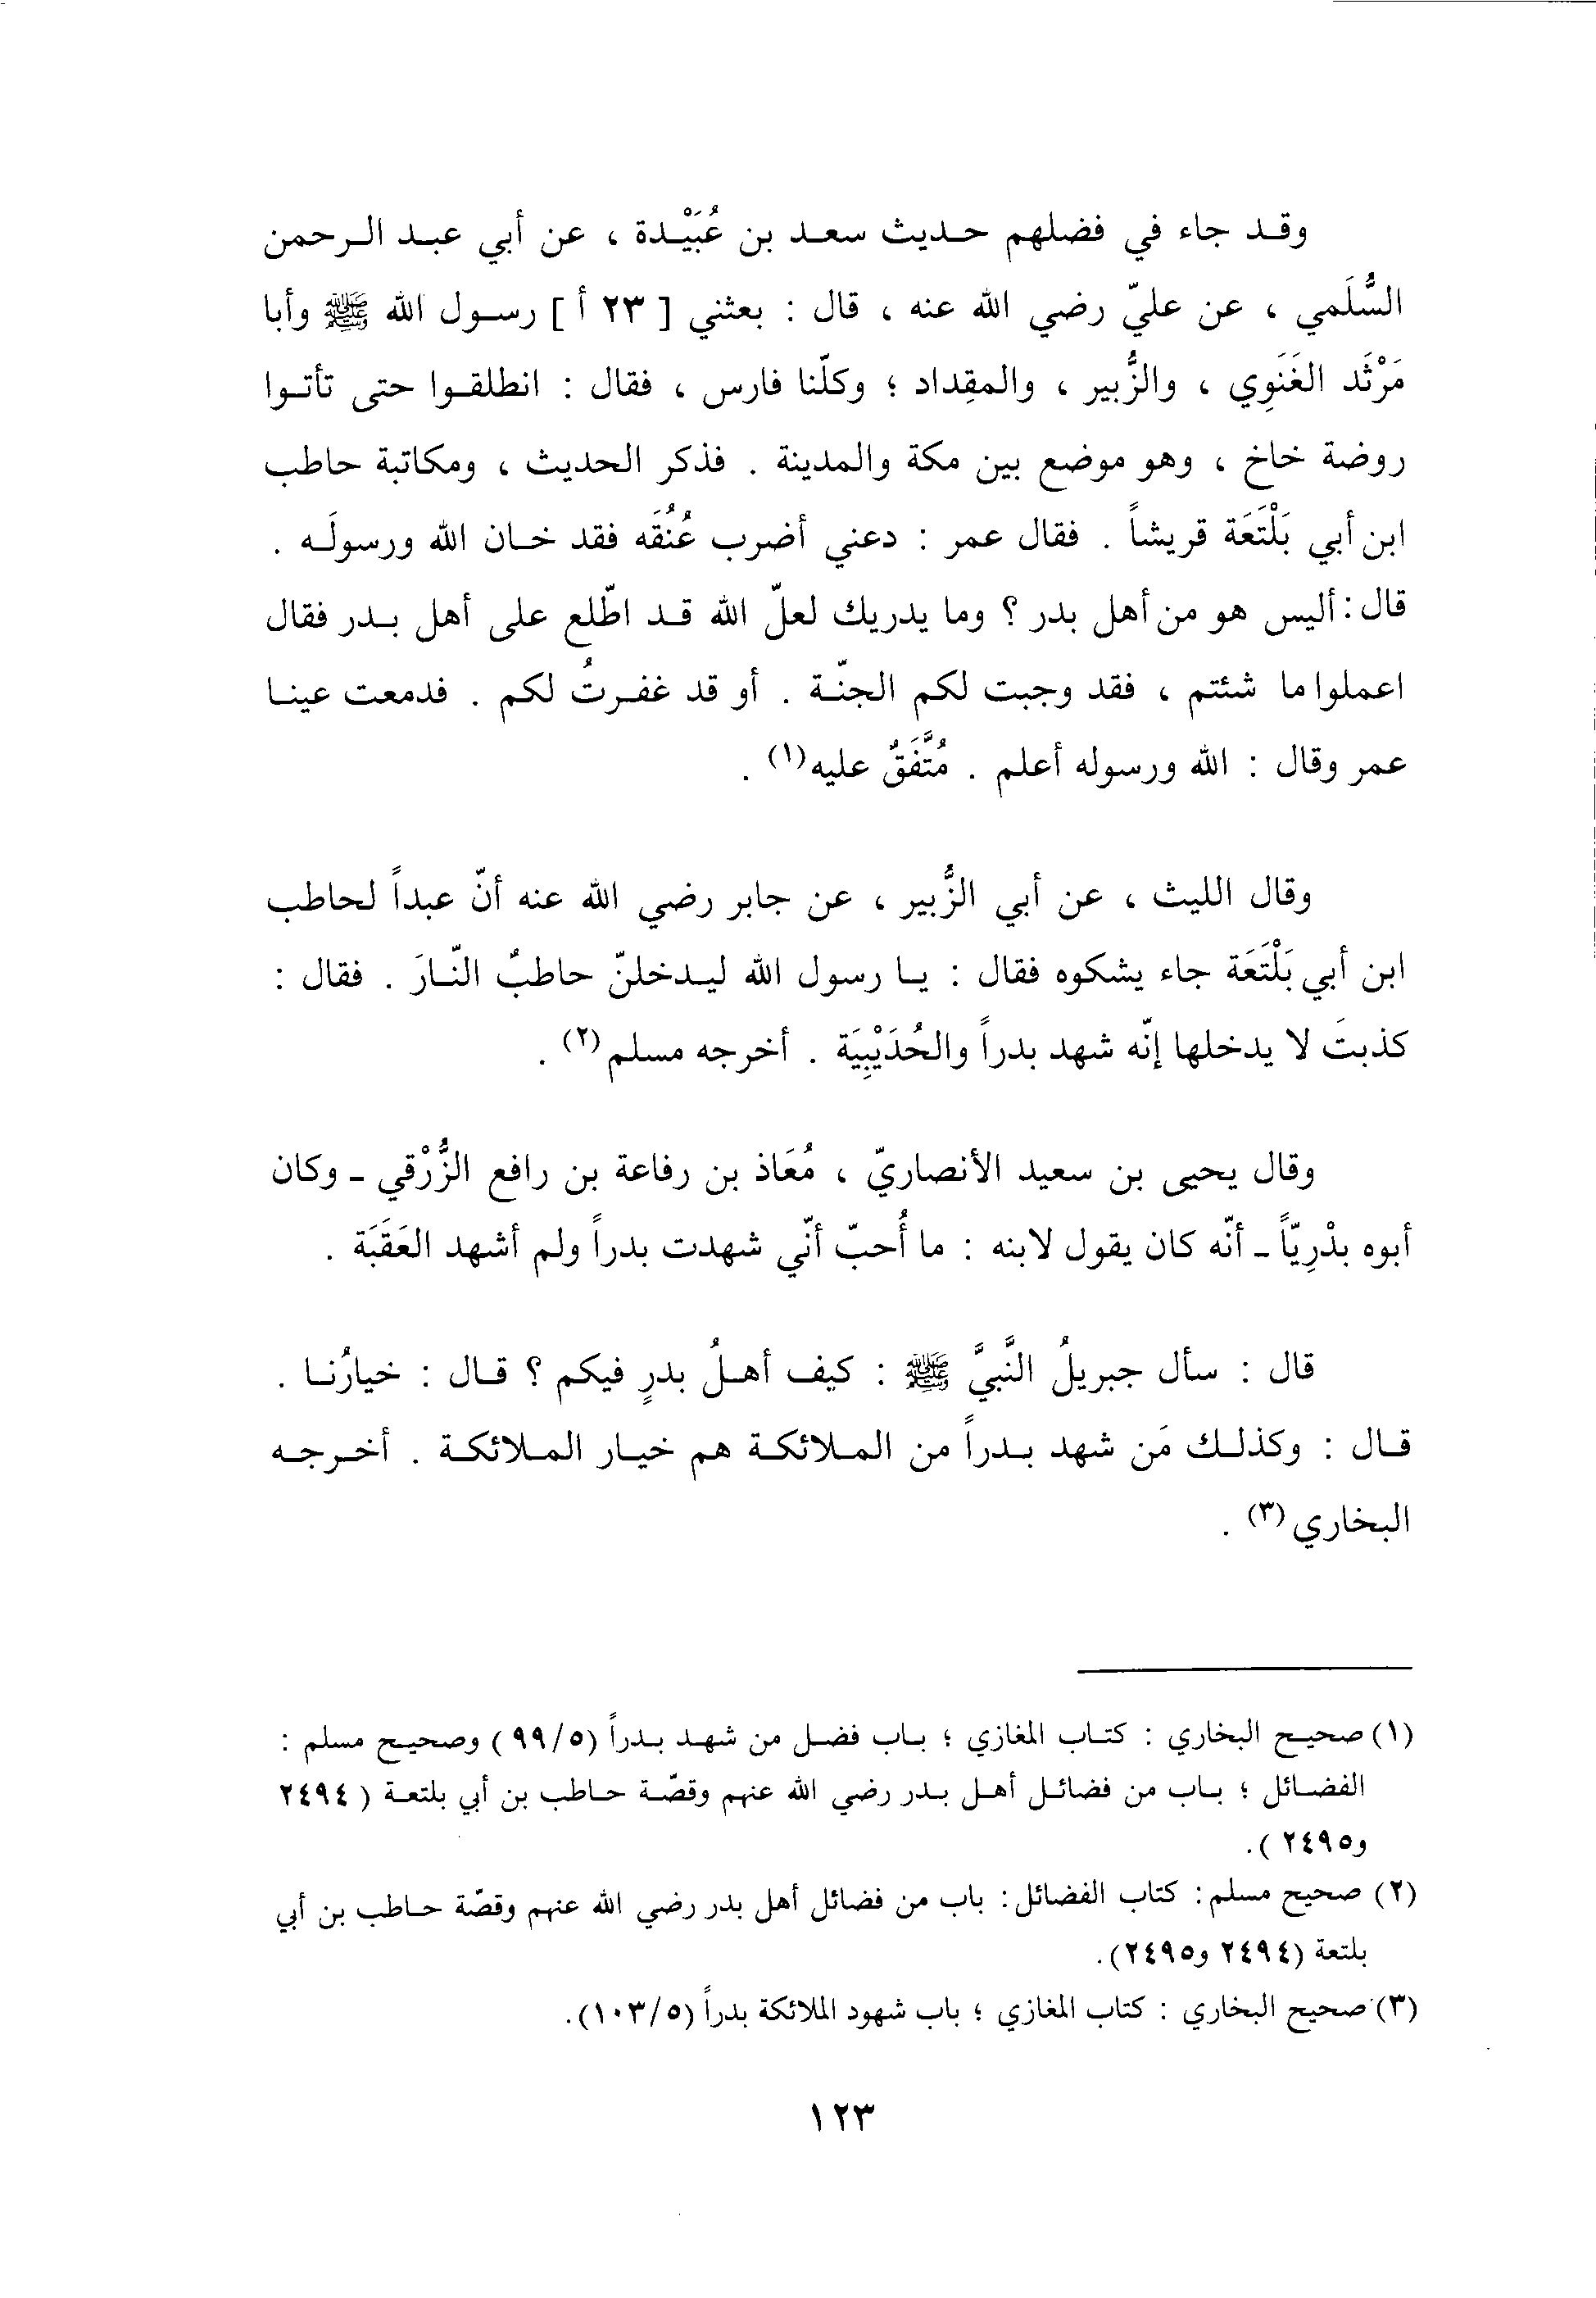 وقد جاء في فضلهم حديث سعد بن عُبَيْدة ، عن أبي عبد الرحمن
السُّلَمي ، عن عليّ رضي الله عنه ، قال : بعثني [ ٢٣ أ ] رسول الله ﷺ وأبا
مَرْثَد الغَنَوِي ، والزُّبير ، والمقِداد ؛ وكلّنا فارس ، فقال : انطلقوا حتى تأتوا
روضة خاخ ، وهو موضع بين مكة والمدينة . فذكر الحديث ، ومكاتبة حاطب
ابن أبي بَلْتَعَة قريشاً . فقال عمر : دعني أضرب عُنُقَه فقد خان الله ورسولَه .
قال : أليس هو من أهل بدر ؟ وما يدريك لعلّ الله قد اطّلع على أهل بدر فقال
اعملوا ما شئتم ، فقد وجبت لكم الجنّة . أو قد غفرتُ لكم . فدمعت عينا
عمر وقال : الله ورسوله أعلم . مُتَّفَقٌ عليه(١) .
وقال الليث ، عن أبي الزُّبير ، عن جابر رضي الله عنه أنّ عبداً لحاطب
ابن أبي بَلْتَعَة جاء يشكوه فقال : يا رسول الله ليدخلنّ حاطبٌ النّارَ . فقال :
كذبتَ لا يدخلها إنّه شهد بدراً والحُدَيْبِيَة . أخرجه مسلم(٢) .
وقال يحيى بن سعيد الأنصاريّ ، مُعَاذ بن رفاعة بن رافع الزُّرْقي ـ وكان
أبوه بدْرِيّاً ـ أنّه كان يقول لابنه : ما أُحبّ أنّي شهدت بدراً ولم أشهد العَقَبَة .
قال : سأل جبريلُ النَّبيَّ ﷺ : كيف أهلُ بدرٍ فيكم ؟ قال : خيارُنا .
قال : وكذلك مَن شهد بدراً من الملائكة هم خيار الملائكة . أخرجه
البخاري(٣) .
(١) صحيح البخاري : كتاب المغازي ؛ باب فضل من شهد بدراً (٩٩/٥) وصحيح مسلم :
الفضائل ؛ باب من فضائل أهل بدر رضي الله عنهم وقصّة حاطب بن أبي بلتعة ( ٢٤٩٤
و٢٤٩٥ ).
(٢) صحيح مسلم: كتاب الفضائل: باب من فضائل أهل بدر رضي الله عنهم وقصّة حاطب بن أبي
بلتعة (٢٤٩٤ و٢٤٩٥).
(٣) صحيح البخاري : كتاب المغازي ؛ باب شهود الملائكة بدراً (١٠٣/٥).
١٢٣